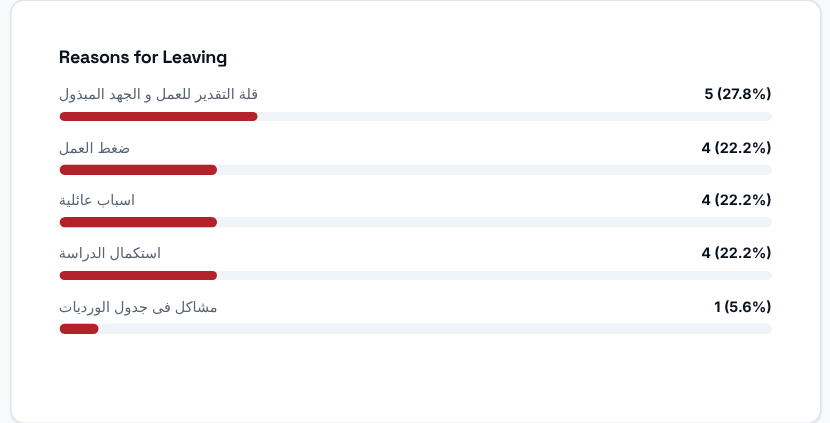 Reasons for Leaving
قلة التقدير للعمل و الجهد المبذول 5 (27.8%)
ضغط العمل 4 (22.2%)
اسباب عائلية 4 (22.2%)
استكمال الدراسة 4 (22.2%)
مشاكل فى جدول الورديات 1 (5.6%)